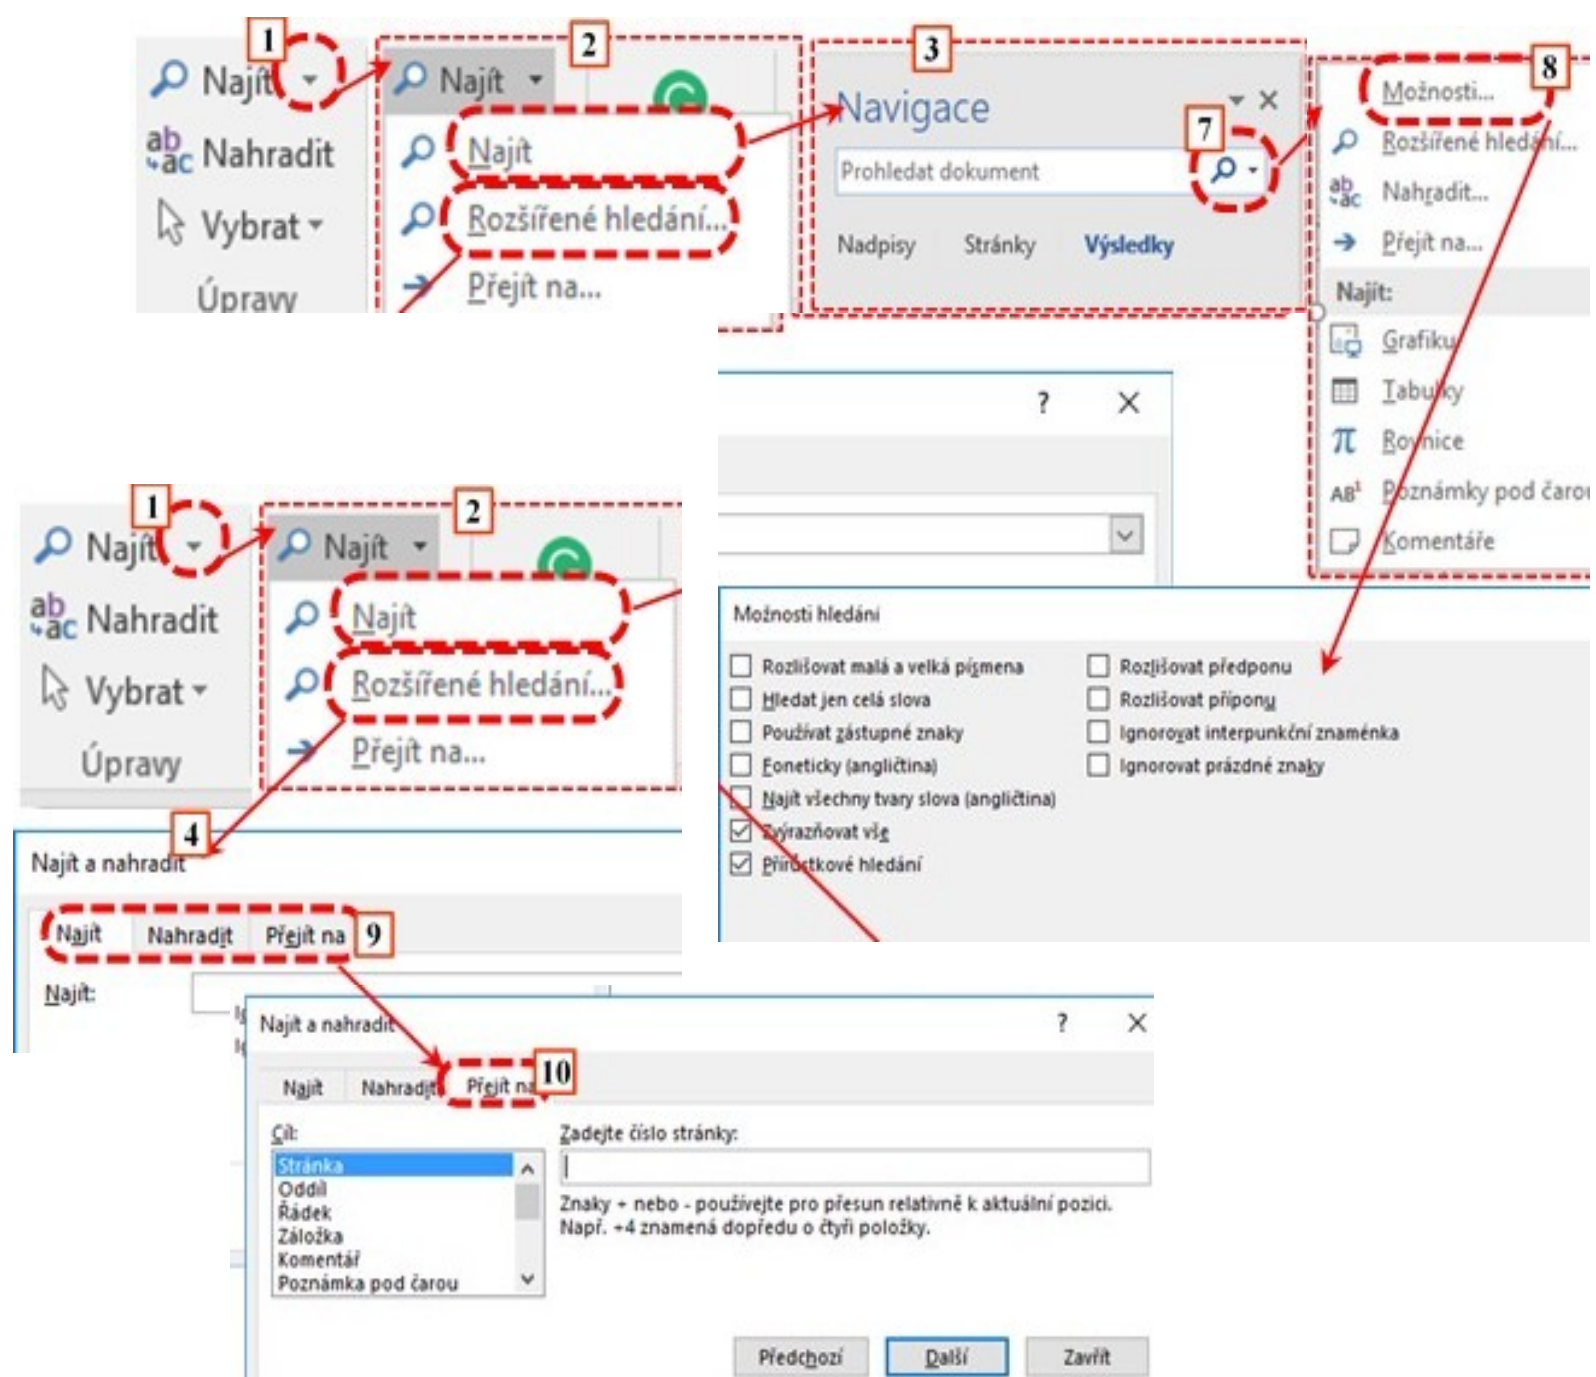 1
Najít
Nahradit
Vybrat
Úpravy
2
Najít
Najít
Rozšířené hledání...
Přejít na...
3
Navigace
7
Prohledat dokument
Nadpisy Stránky Výsledky
8
Možnosti...
Rozšířené hledání...
Nahradit...
Přejít na...
Najít:
Grafiku
Tabulky
Rovnice
Poznámky pod čarou
Komentáře
?
Možnosti hledání
Rozlišovat malá a velká písmena
Hledat jen celá slova
Používat zástupné znaky
Foneticky (angličtina)
Najít všechny tvary slova (angličtina)
Zvýrazňovat vše
Přírůstkové hledání
Rozlišovat předponu
Rozlišovat příponu
Ignorovat interpunkční znaménka
Ignorovat prázdné znaky
1
Najít
Nahradit
Vybrat
Úpravy
2
Najít
Najít
Rozšířené hledání...
Přejít na...
4
Najít a nahradit
Najít Nahradit Přejít na 9
Najít:
Najít a nahradit ?
Najít Nahradit Přejít na 10
Cíl:
Stránka
Oddíl
Řádek
Záložka
Komentář
Poznámka pod čarou
Zadejte číslo stránky:
Znaky + nebo - používejte pro přesun relativně k aktuální pozici.
Např. +4 znamená dopředu o čtyři položky.
Předchozí Další Zavřít